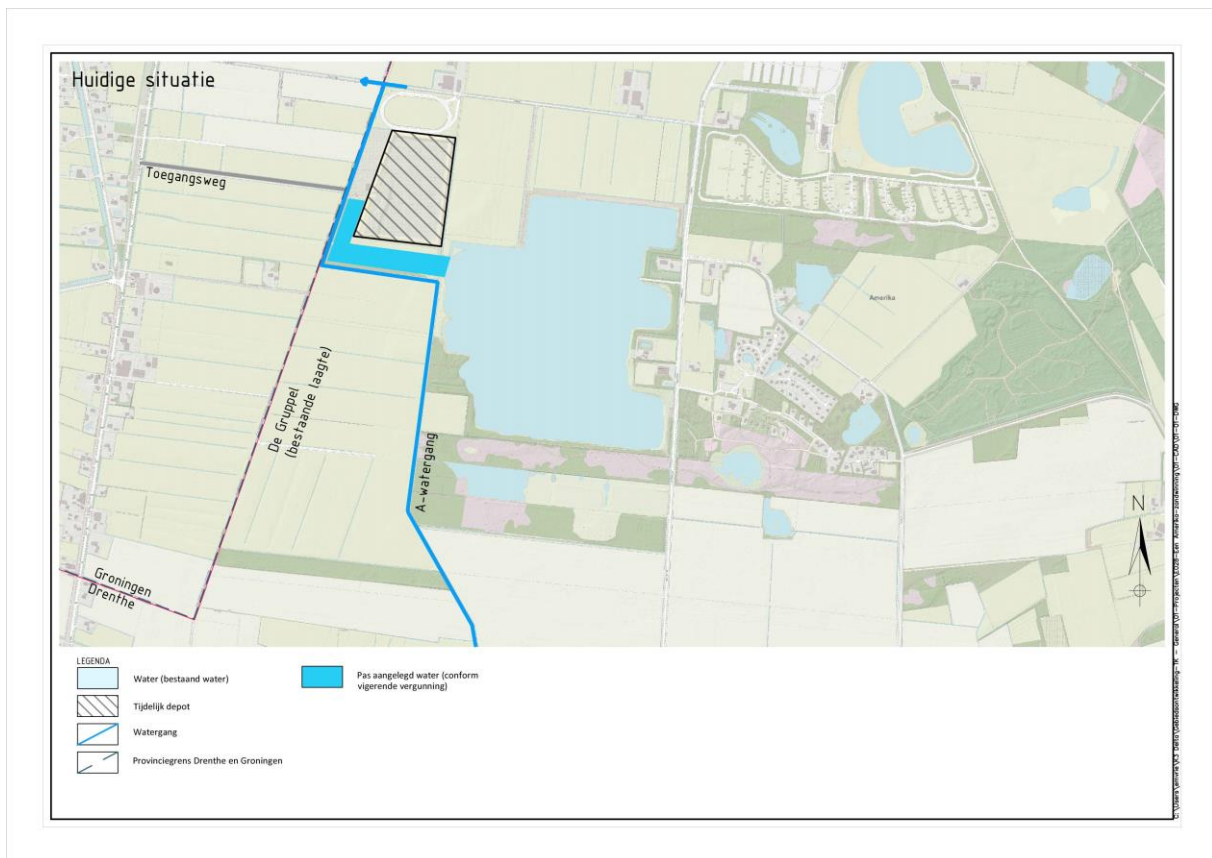 Huidige situatie
Toegangsweg
De Gruppel
(bestaande laagte)
A-watergang
Amerika
Groningen
Drenthe
N
LEGENDA
Water (bestaand water)
Pas aangelegd water (conform
vigerende vergunning)
Tijdelijk depot
Watergang
Provinciegrens Drenthe en Groningen